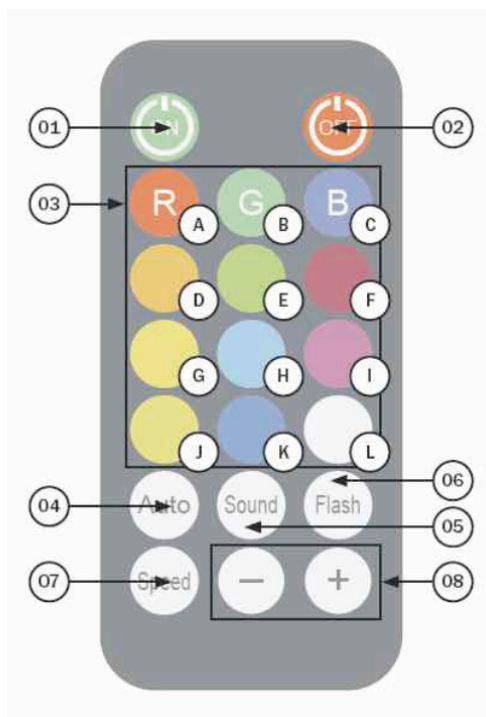 01 ON OFF 02
03 R G B
A B C
D E F
G H I
J K L
06
04 Auto Sound Flash
05
07 Speed − + 08